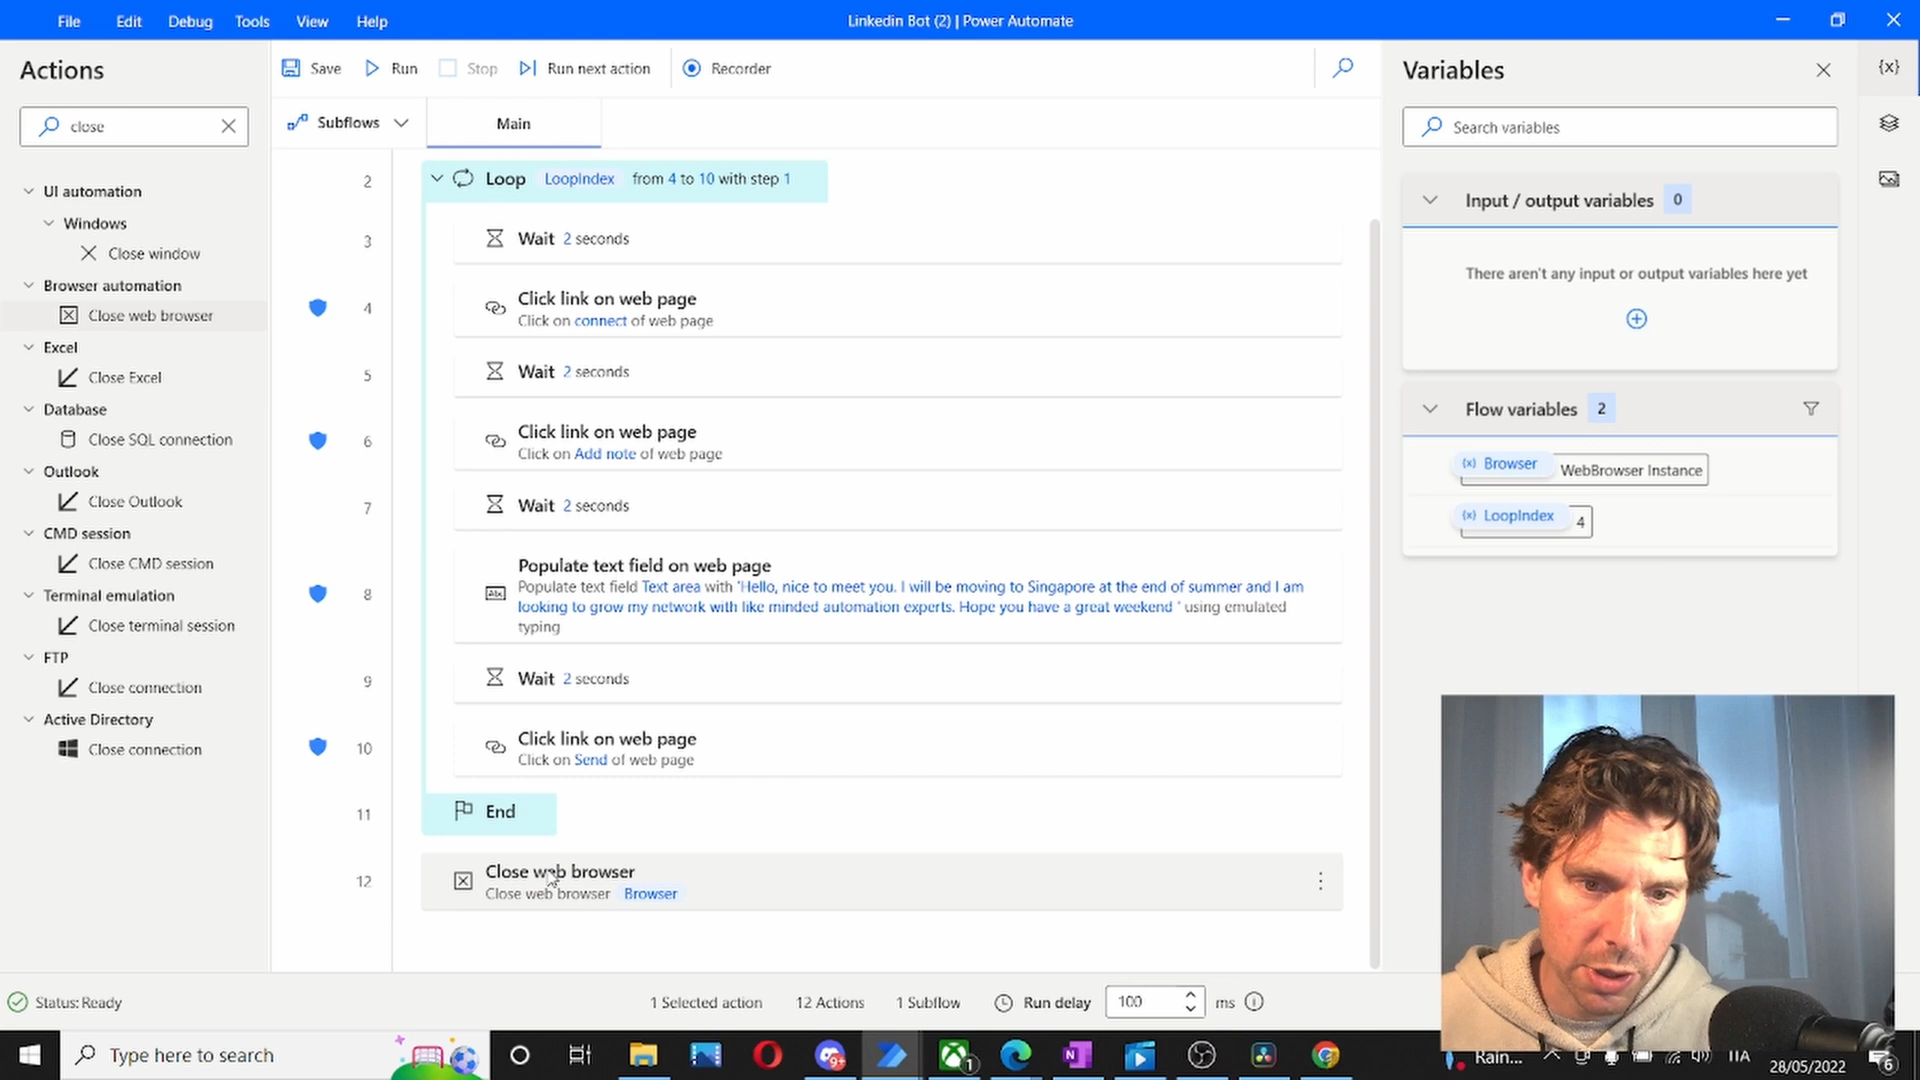 File Edit Debug Tools View Help
Linkedin Bot (2) | Power Automate
Actions
close
UI automation
Windows
Close window
Browser automation
Close web browser
Excel
Close Excel
Database
Close SQL connection
Outlook
Close Outlook
CMD session
Close CMD session
Terminal emulation
Close terminal session
FTP
Close connection
Active Directory
Close connection
Save Run Stop Run next action Recorder
Subflows Main
2 Loop LoopIndex from 4 to 10 with step 1
3 Wait 2 seconds
4 Click link on web page
Click on connect of web page
5 Wait 2 seconds
6 Click link on web page
Click on Add note of web page
7 Wait 2 seconds
Populate text field on web page
8 Populate text field Text area with 'Hello, nice to meet you. I will be moving to Singapore at the end of summer and I am
looking to grow my network with like minded automation experts. Hope you have a great weekend ' using emulated
typing
9 Wait 2 seconds
10 Click link on web page
Click on Send of web page
11 End
12 Close web browser
Close web browser Browser
Variables
{x}
Search variables
Input / output variables 0
There aren't any input or output variables here yet
Flow variables 2
{x} Browser WebBrowser Instance
{x} LoopIndex 4
Status: Ready 1 Selected action 12 Actions 1 Subflow Run delay 100 ms
Type here to search
9+
1
Rain...
ITA
28/05/2022
6